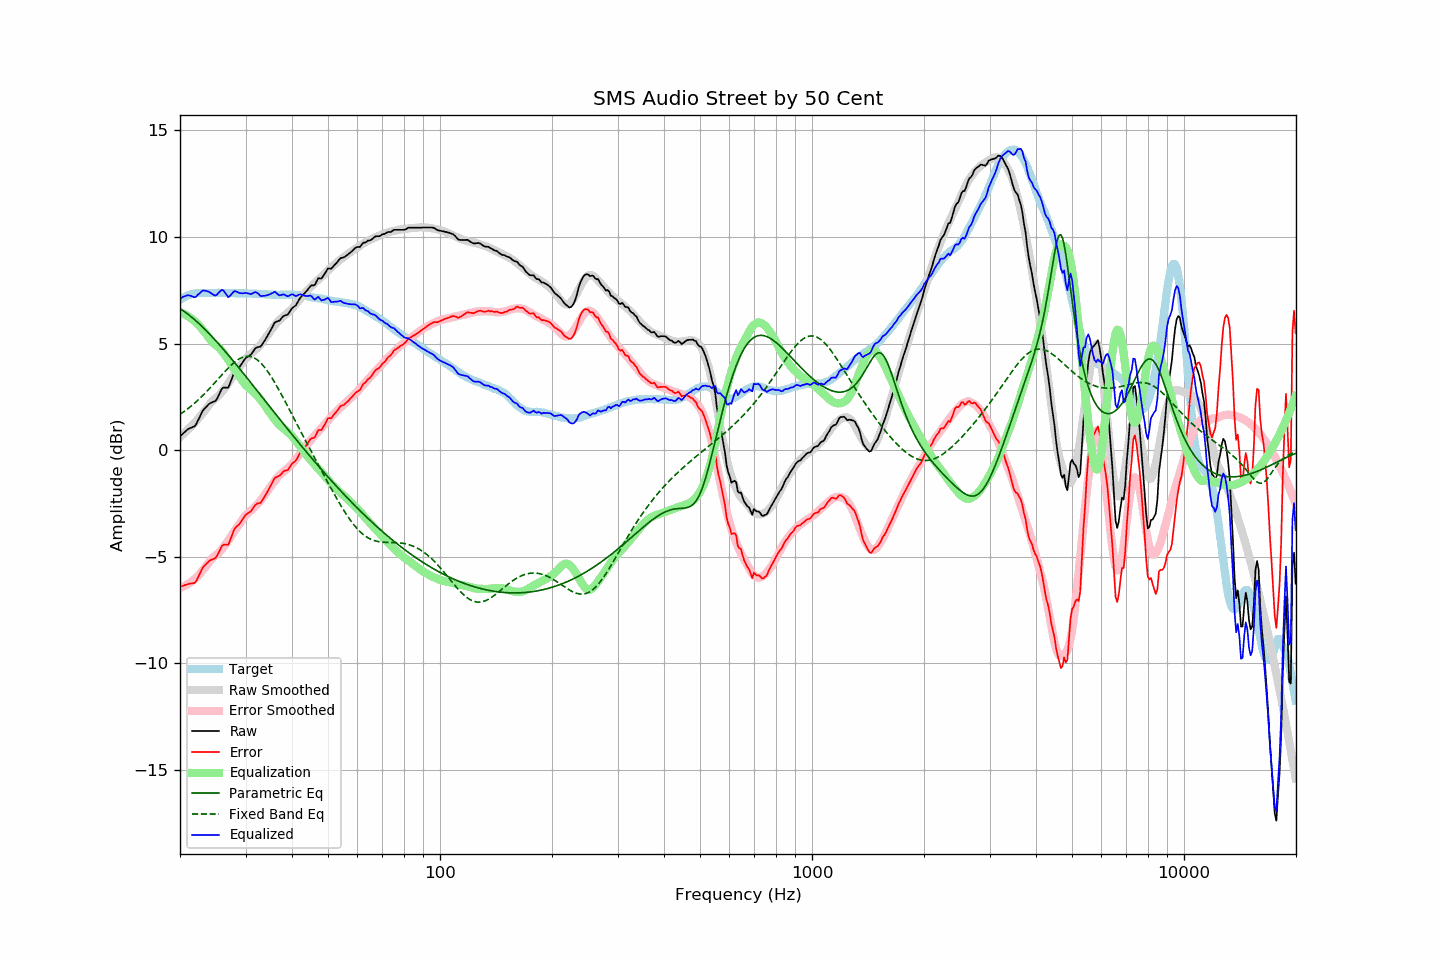 SMS Audio Street by 50 Cent
15
10
5
0
−5
−10
−15
Amplitude (dBr)
Target
Raw Smoothed
Error Smoothed
Raw
Error
Equalization
Parametric Eq
Fixed Band Eq
Equalized
100
1000
10000
Frequency (Hz)